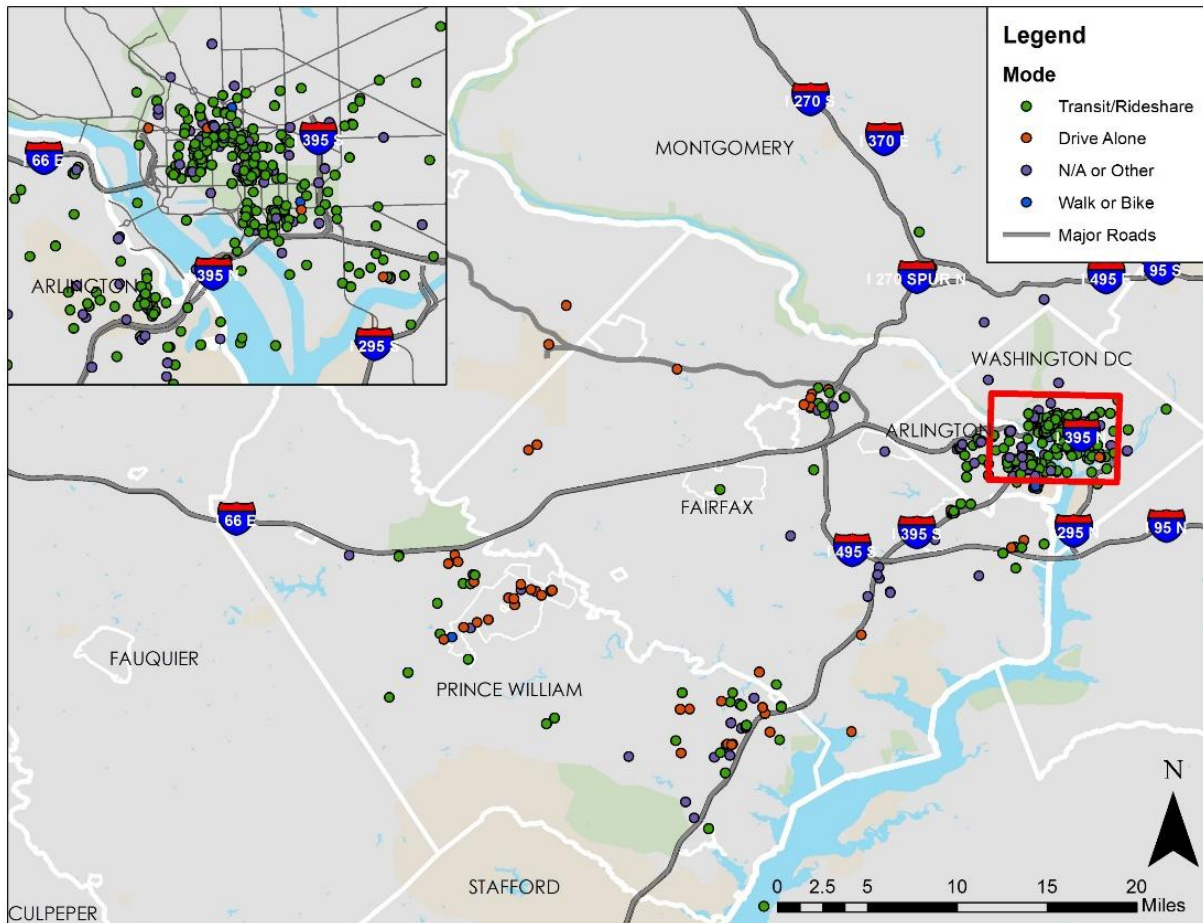 Legend
Mode
Transit/Rideshare
Drive Alone
N/A or Other
Walk or Bike
Major Roads
395 S
66 E
ARLINGTON
395 N
295 S
I 270 S
I 370 E
MONTGOMERY
I 270 SPUR N
I 495 E
95 S
WASHINGTON DC
ARLINGTON
I 395 N
FAIRFAX
66 E
I 495 S
I 395 S
295 N
95 N
FAUQUIER
PRINCE WILLIAM
N
STAFFORD
0 2.5 5 10 15 20
Miles
CULPEPER